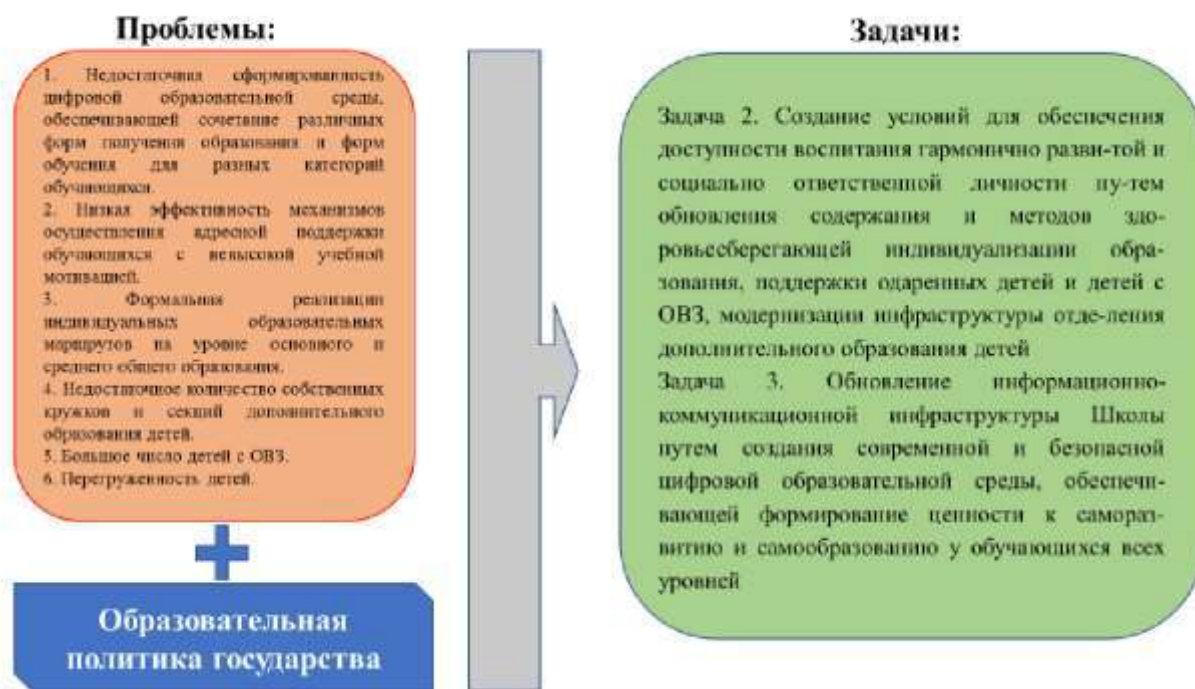 Проблемы:
1. Недостаточная сформированность
цифровой образовательной среды,
обеспечивающей сочетание различных
форм получения образования и форм
обучения для разных категорий
обучающихся.
2. Низкая эффективность механизмов
осуществления адресной поддержки
обучающихся с невысокой учебной
мотивацией.
3. Формальная реализации
индивидуальных образовательных
маршрутов на уровне основного и
среднего общего образования.
4. Недостаточное количество собственных
кружков и секций дополнительного
образования детей.
5. Большое число детей с ОВЗ.
6. Перегруженность детей.
Образовательная
политика государства
Задачи:
Задача 2. Создание условий для обеспечения
доступности воспитания гармонично разви-той и
социально ответственной личности пу-тем
обновления содержания и методов здо-
ровьесберегающей индивидуализации обра-
зования, поддержки одаренных детей и детей с
ОВЗ, модернизации инфраструктуры отде-ления
дополнительного образования детей
Задача 3. Обновление информационно-
коммуникационной инфраструктуры Школы
путем создания современной и безопасной
цифровой образовательной среды, обеспечи-
вающей формирование ценности к самораз-
витию и самообразованию у обучающихся всех
уровней